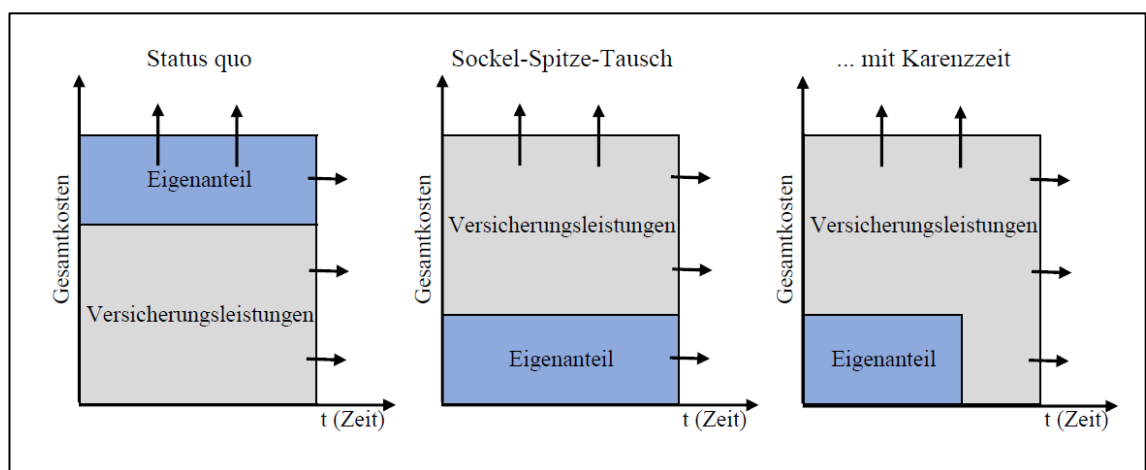 Status quo
Gesamtkosten
Eigenanteil
Versicherungsleistungen
t (Zeit)
Sockel-Spitze-Tausch
Gesamtkosten
Versicherungsleistungen
Eigenanteil
t (Zeit)
... mit Karenzzeit
Gesamtkosten
Versicherungsleistungen
Eigenanteil
t (Zeit)